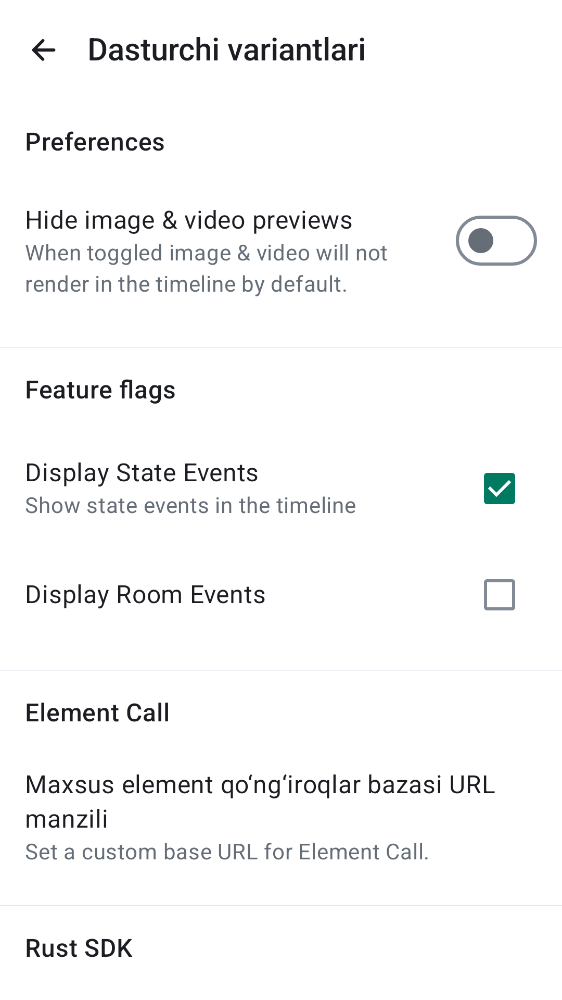 Dasturchi variantlari
Preferences
Hide image & video previews
When toggled image & video will not
render in the timeline by default.
Feature flags
Display State Events
Show state events in the timeline
Display Room Events
Element Call
Maxsus element qo‘ng‘iroqlar bazasi URL
manzili
Set a custom base URL for Element Call.
Rust SDK